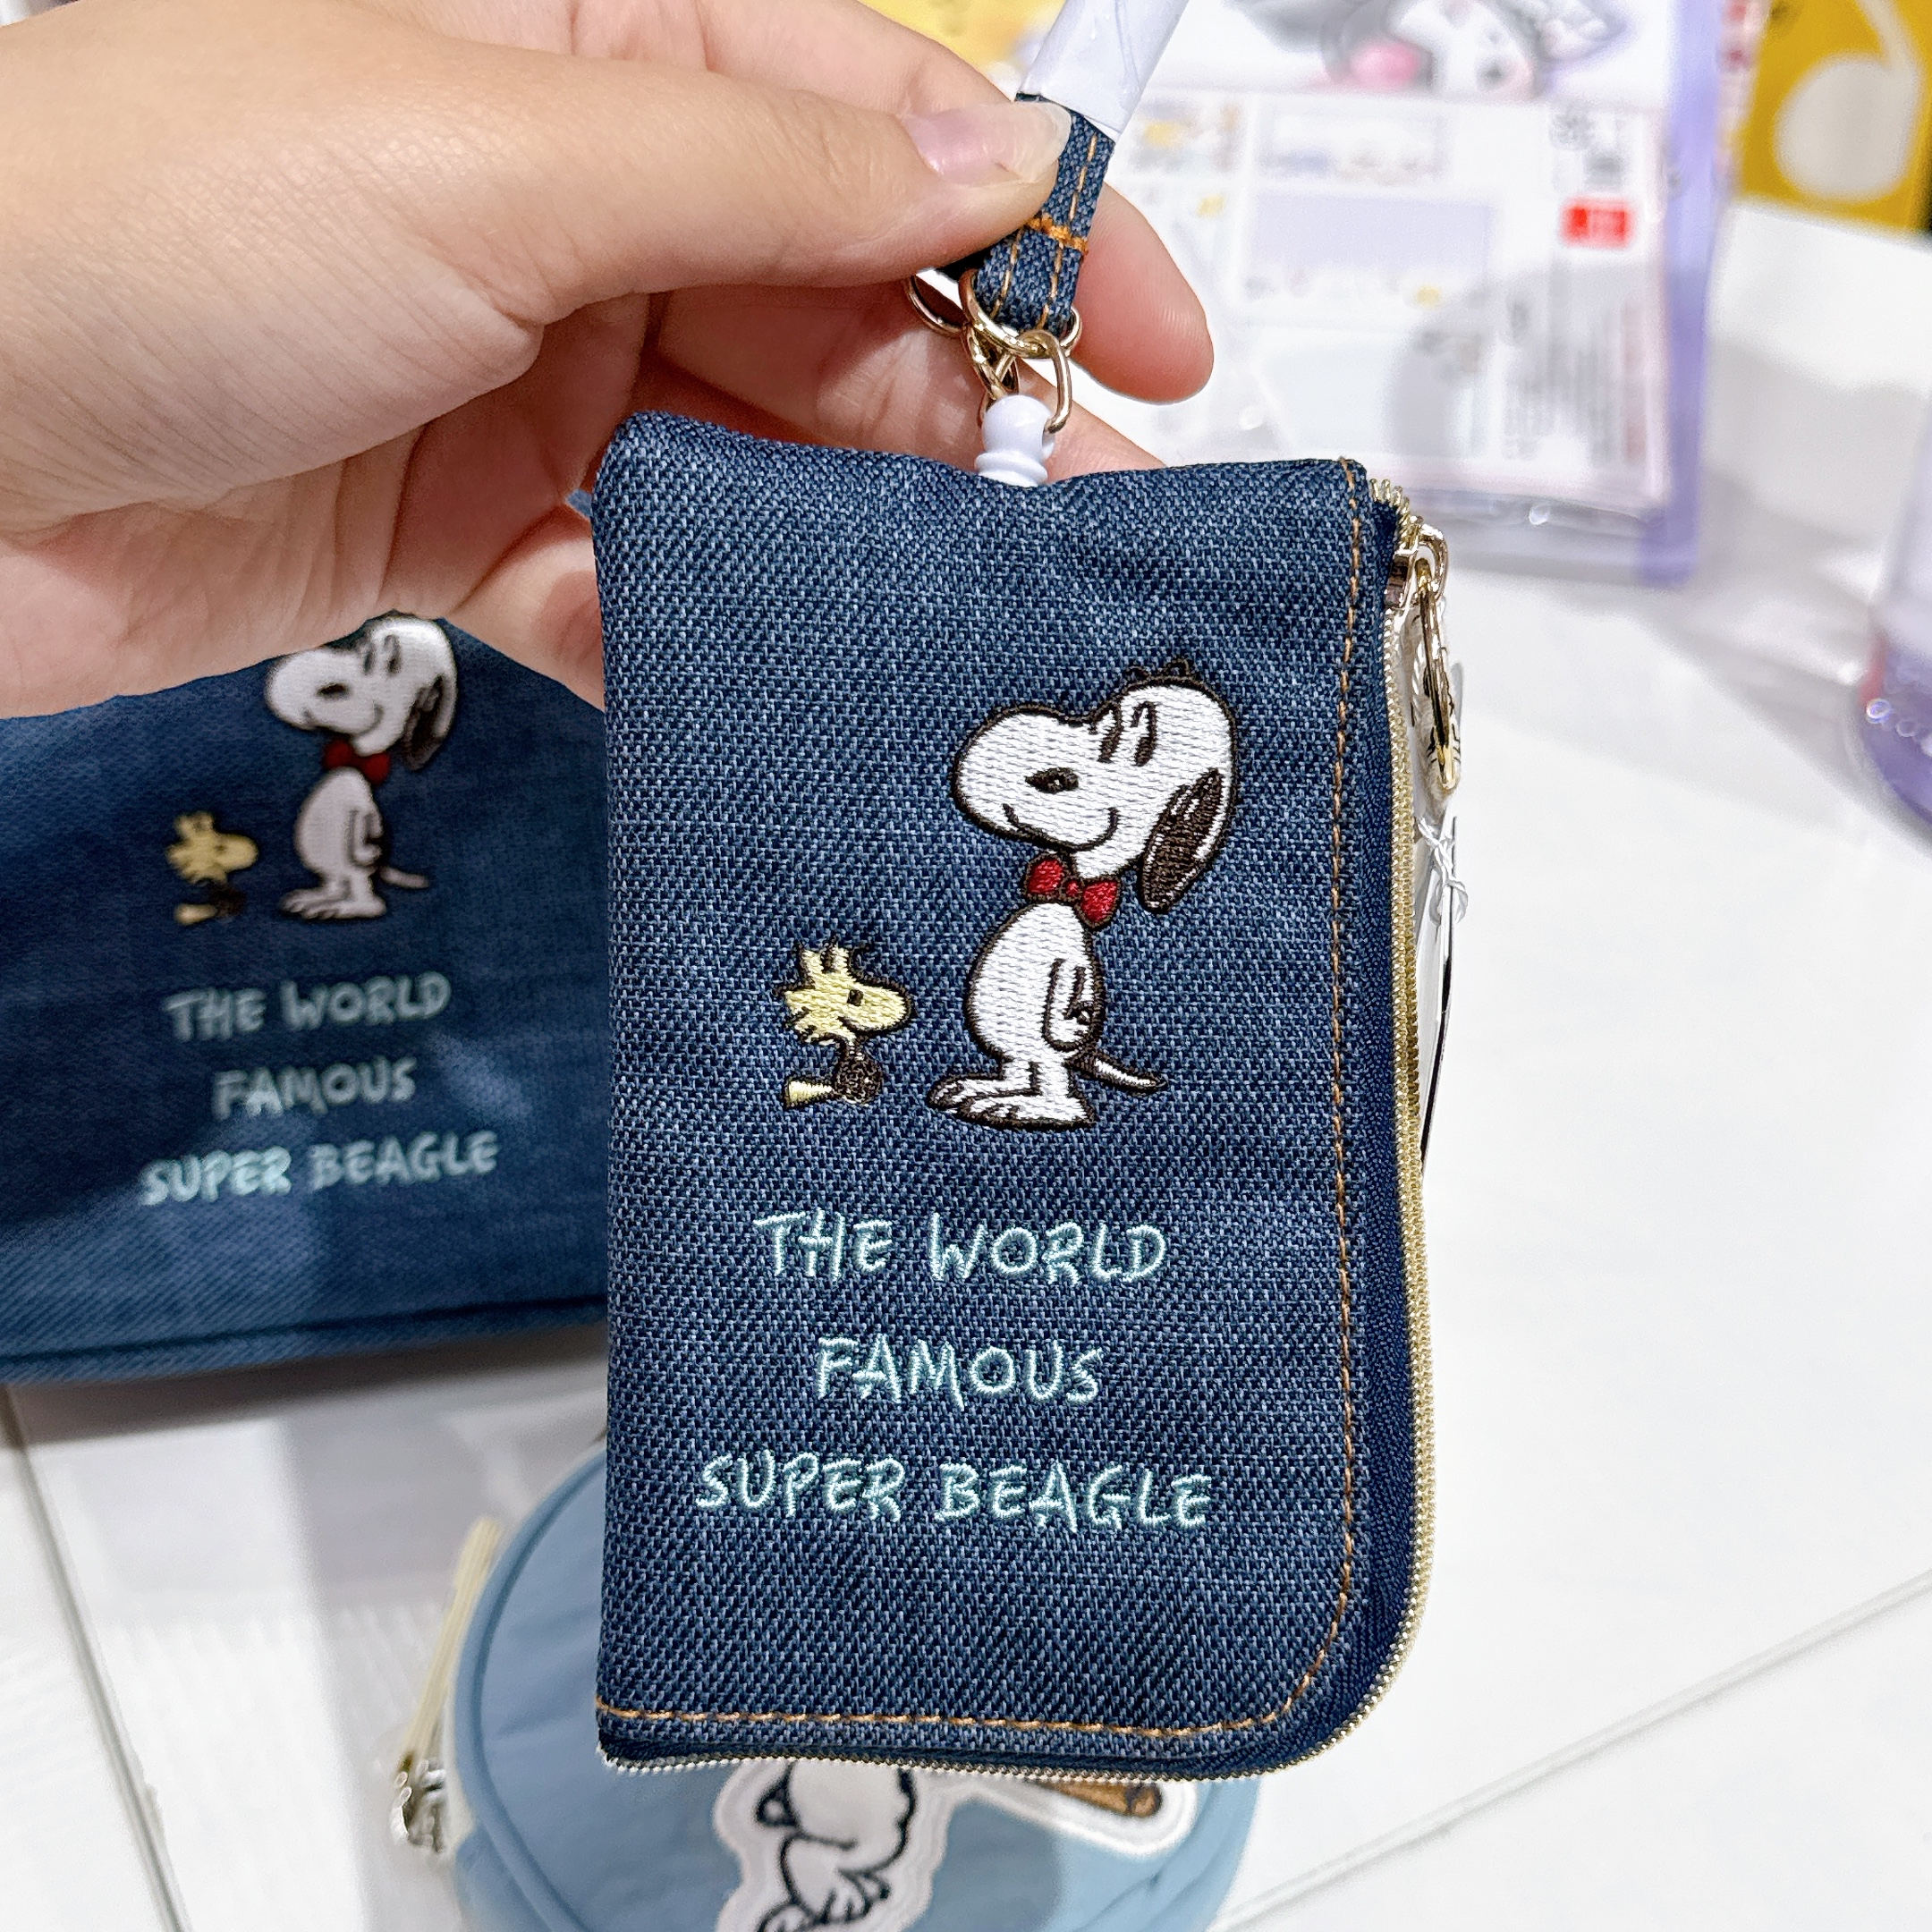 THE WORLD
FAMOUS
SUPER BEAGLE
THE WORLD
FAMOUS
SUPER BEAGLE